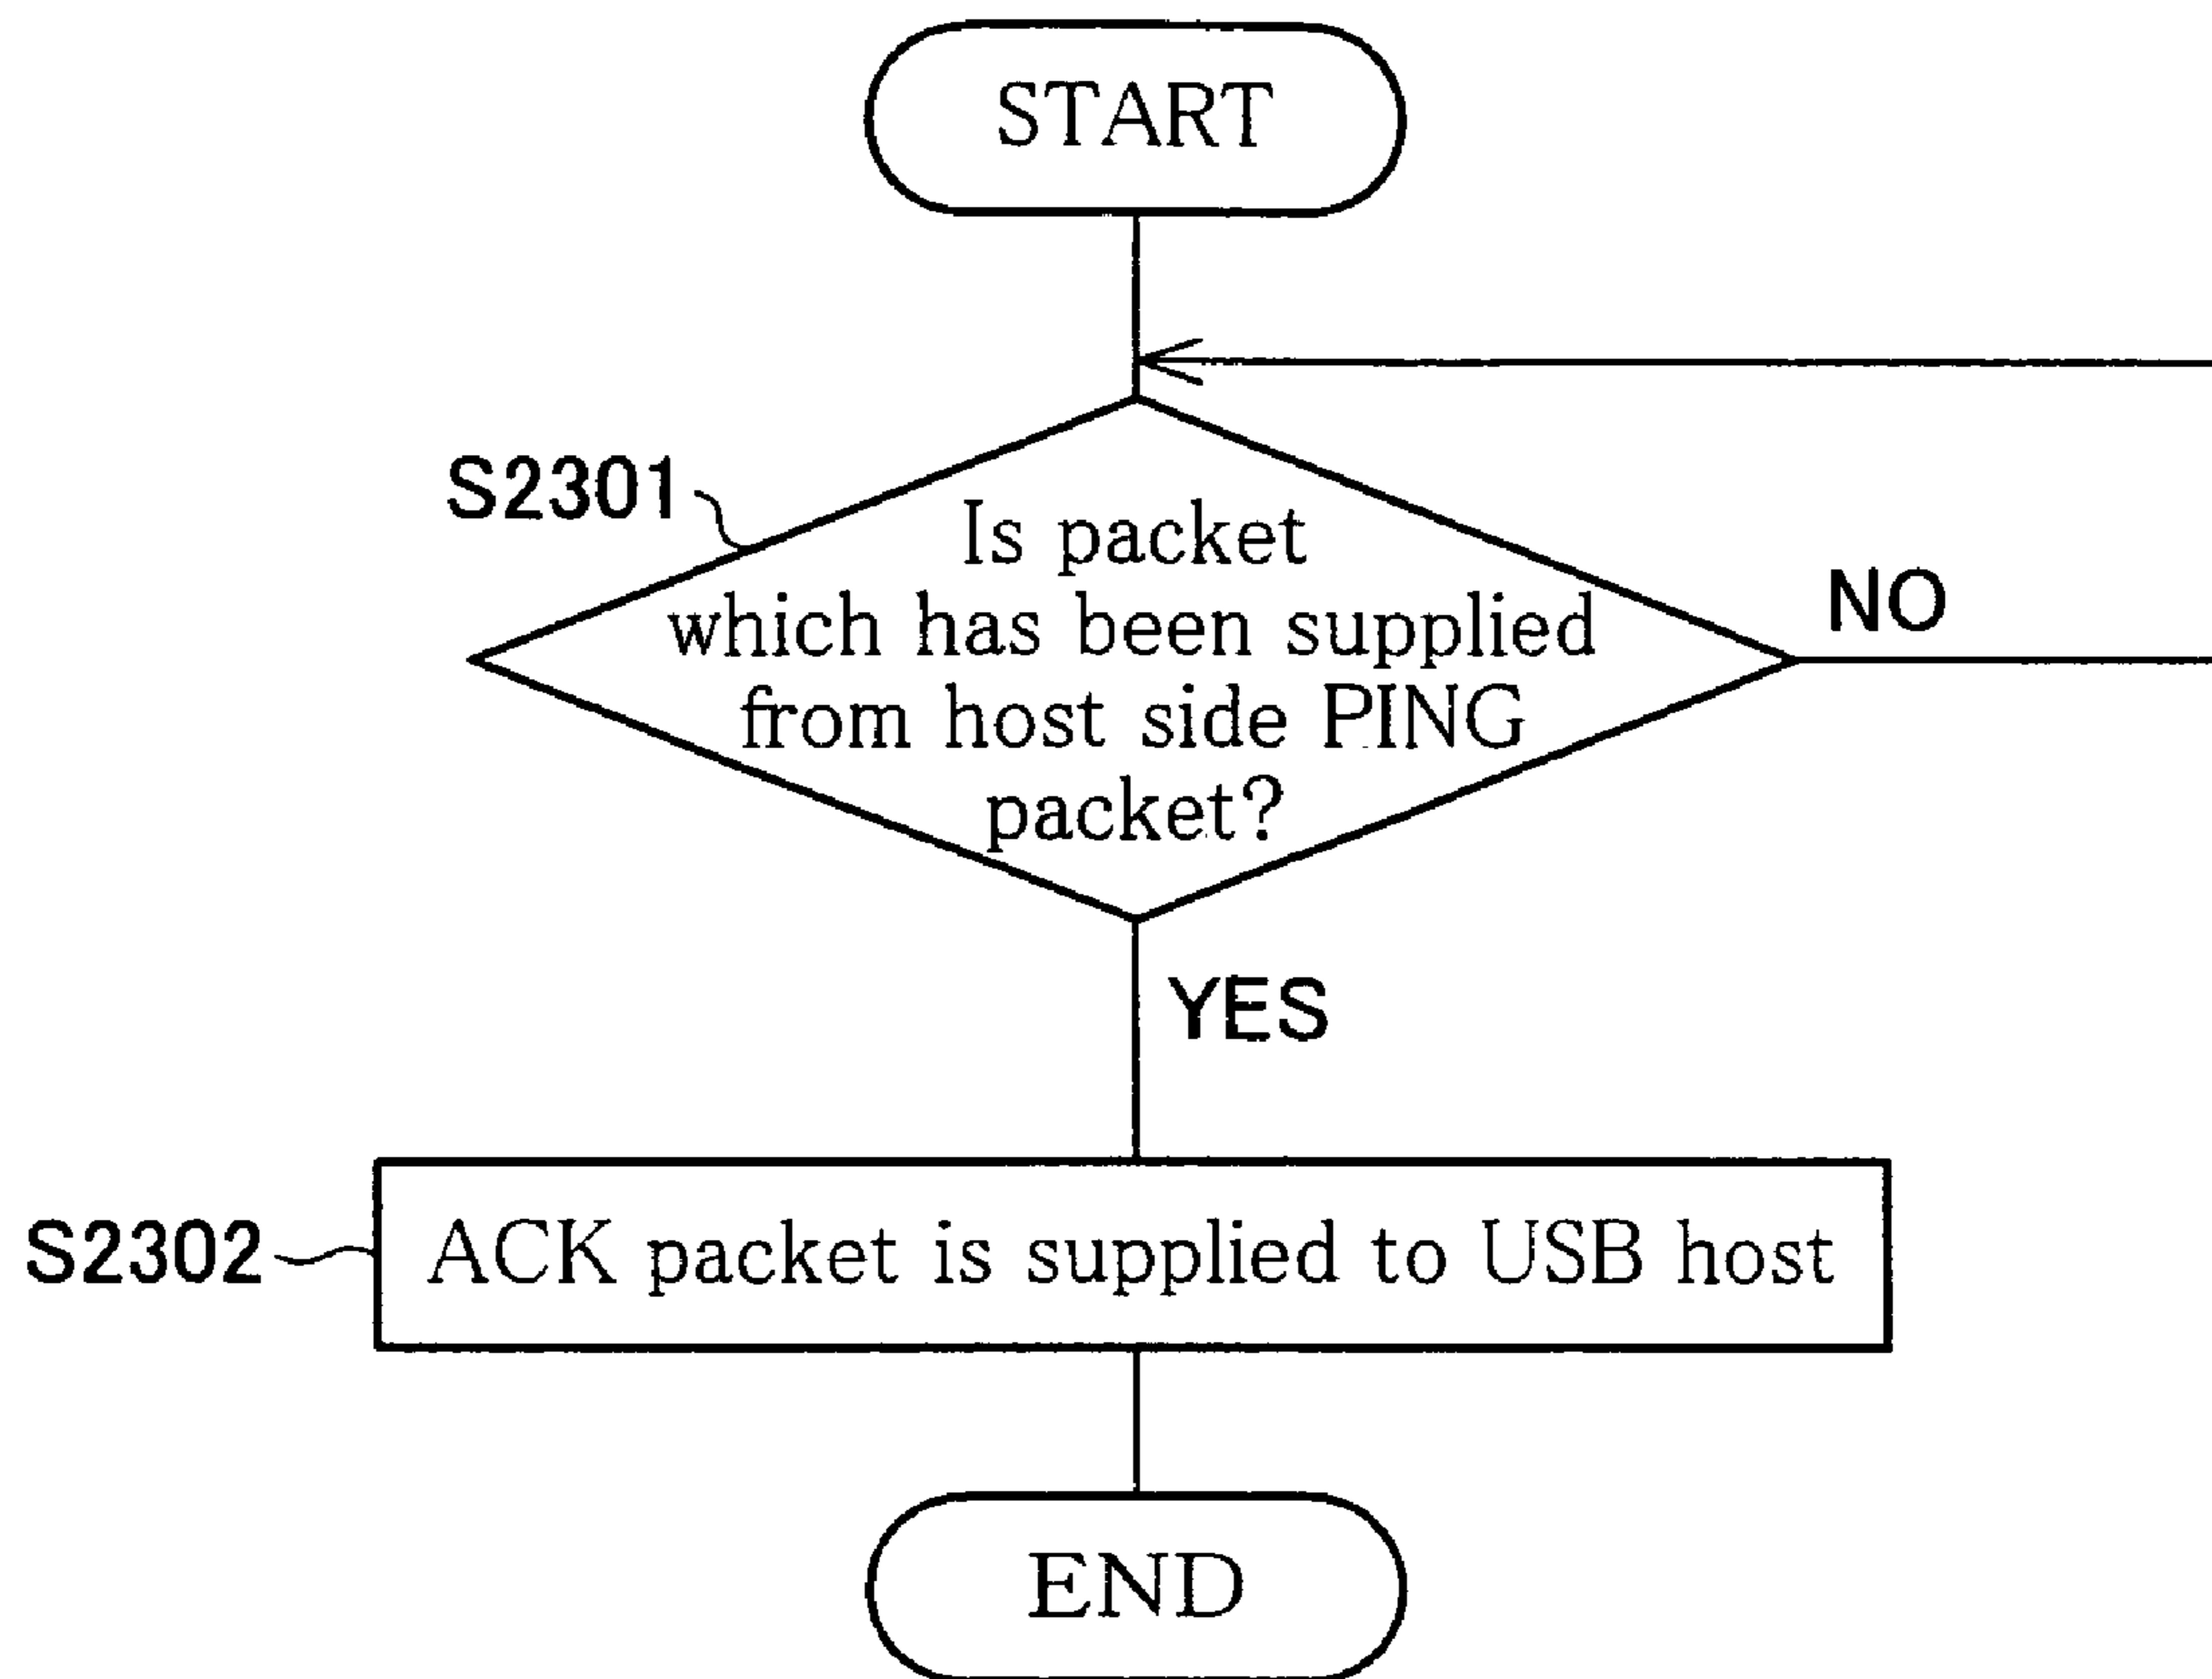 START
S2301
Is packet
which has been supplied
from host side PING
packet?
NO
YES
S2302
ACK packet is supplied to USB host
END